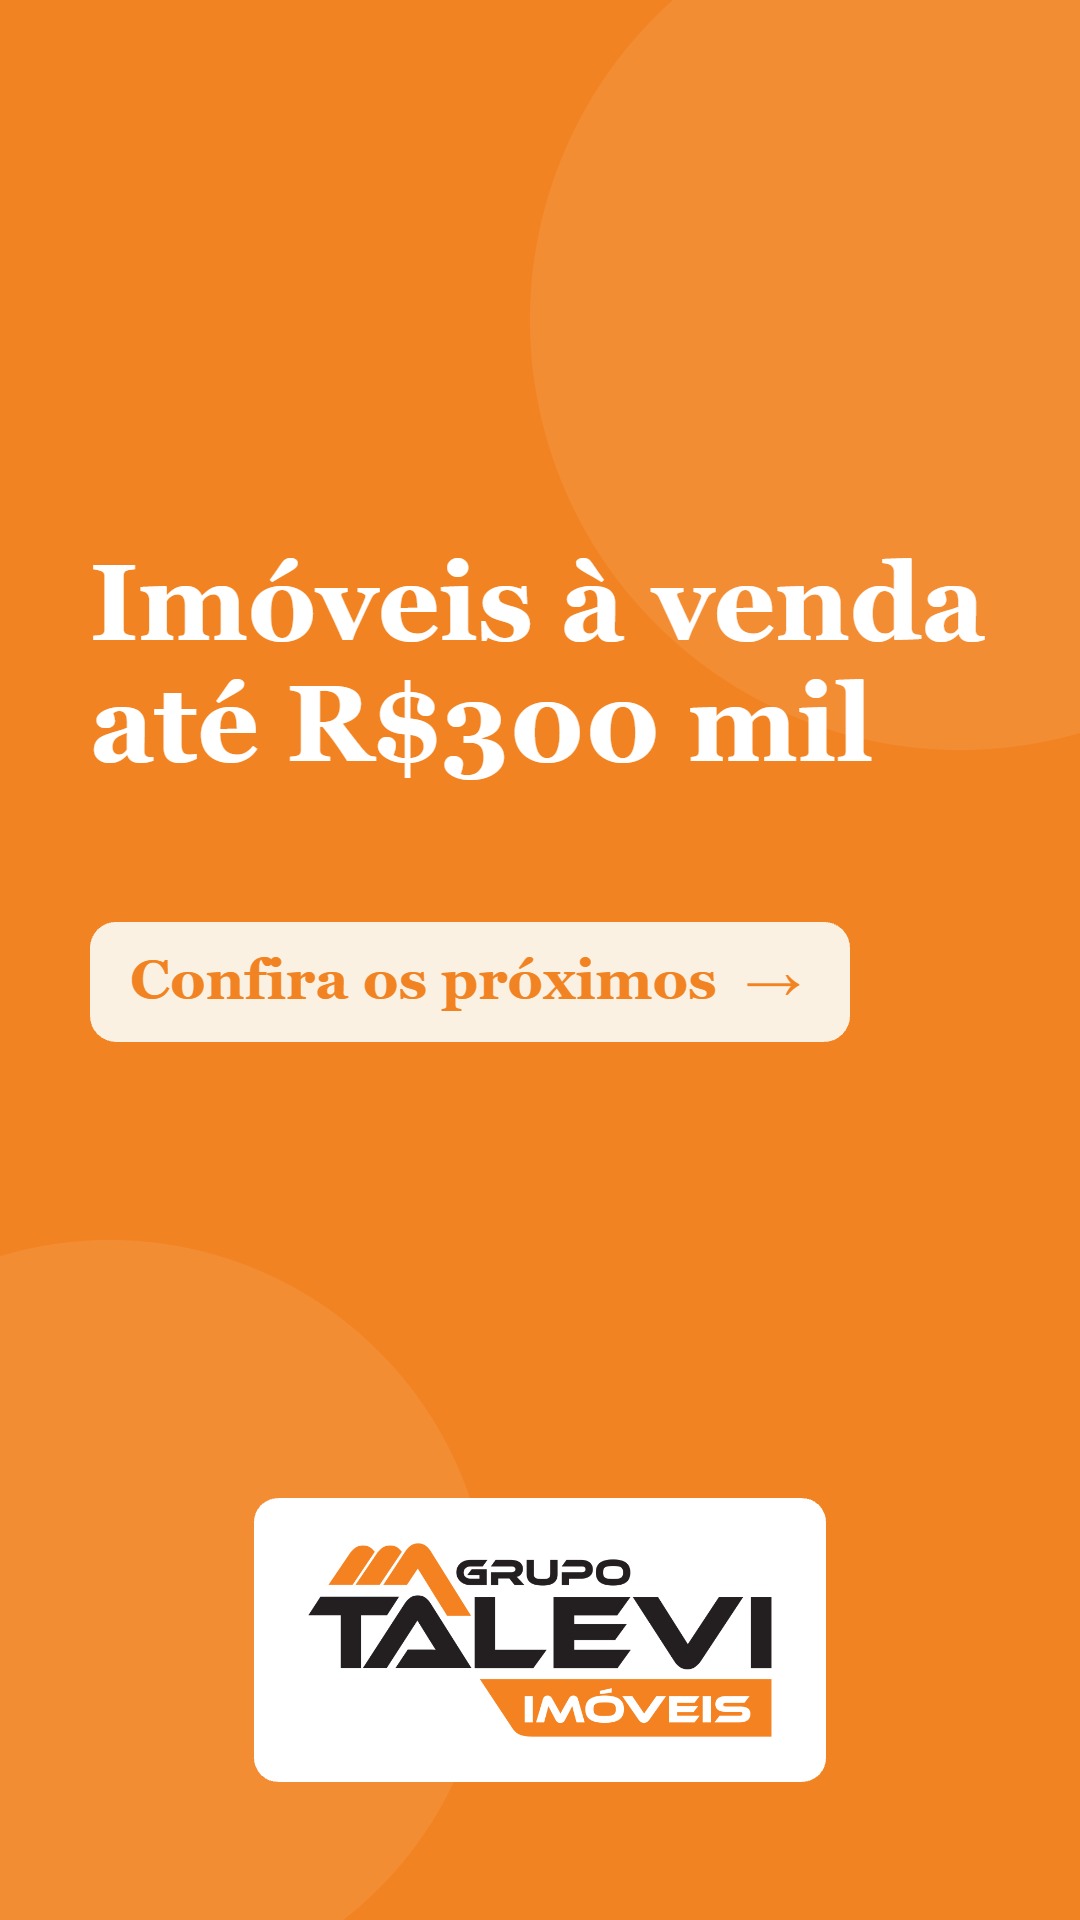 Imóveis à venda
até R$300 mil
Confira os próximos →
GRUPO
TALEVI
IMÓVEIS